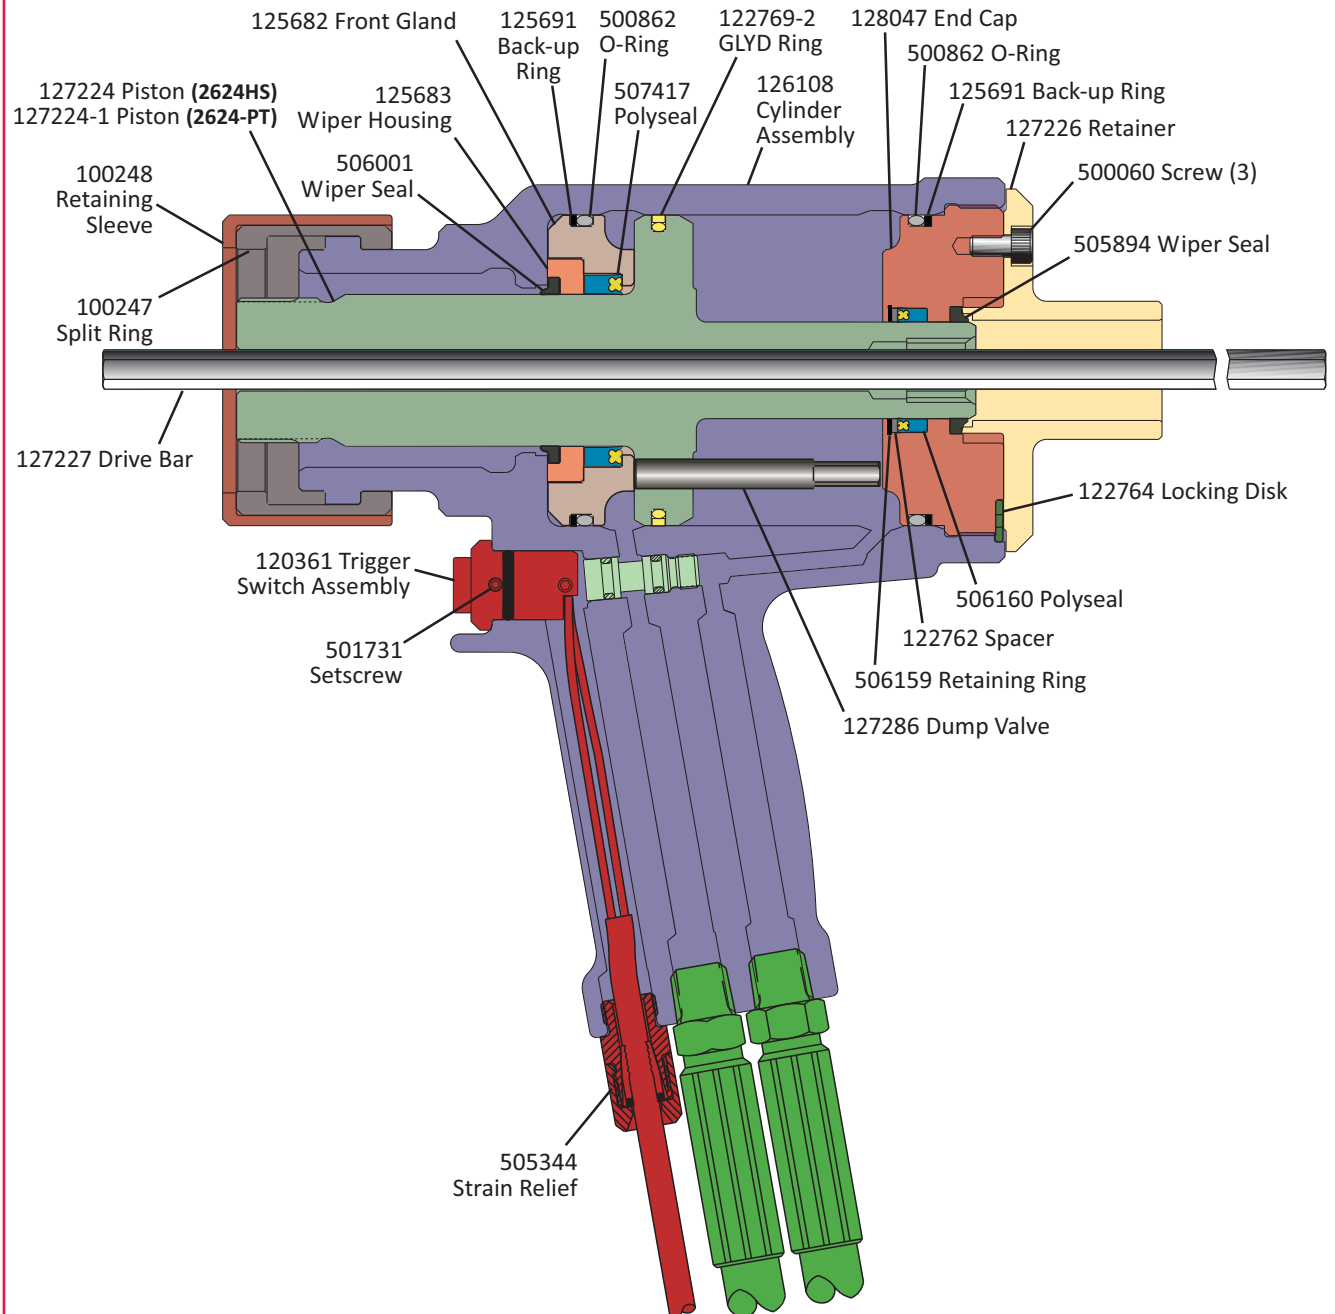 125682 Front Gland
125691
Back-up
Ring
500862
O-Ring
122769-2
GLYD Ring
128047 End Cap
500862 O-Ring
127224 Piston (2624HS)
127224-1 Piston (2624-PT)
125683
Wiper Housing
507417
Polyseal
126108
Cylinder
Assembly
125691 Back-up Ring
127226 Retainer
506001
Wiper Seal
100248
Retaining
Sleeve
500060 Screw (3)
505894 Wiper Seal
100247
Split Ring
127227 Drive Bar
122764 Locking Disk
120361 Trigger
Switch Assembly
506160 Polyseal
122762 Spacer
501731
Setscrew
506159 Retaining Ring
127286 Dump Valve
505344
Strain Relief